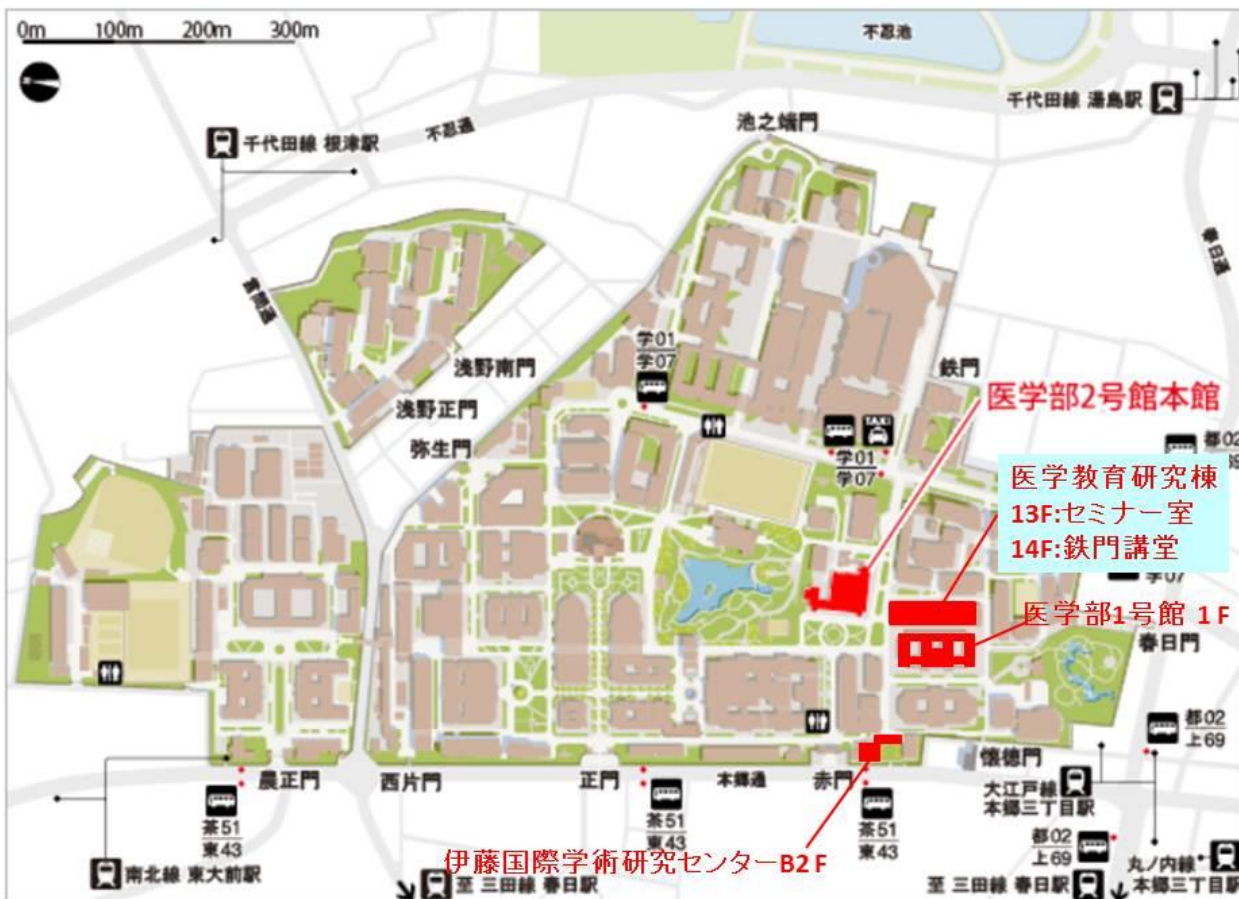 0m 100m 200m 300m
不忍池
千代田線 湯島駅
池之端門
不忍通
千代田線 根津駅
春日通
言問通
学01
学07
浅野南門
鉄門
医学部2号館本館
浅野正門
弥生門
TAXI
学01
学07
都02
医学教育研究棟
13F:セミナー室
14F:鉄門講堂
学07
医学部1号館 1F
春日門
都02
上69
懐徳門
農正門
西片門
正門
本郷通
赤門
大江戸線
本郷三丁目駅
茶51
東43
茶51
東43
茶51
東43
都02
上69
伊藤国際学術研究センターB2F
丸ノ内線
本郷三丁目駅
南北線 東大前駅
至 三田線 春日駅
至 三田線 春日駅